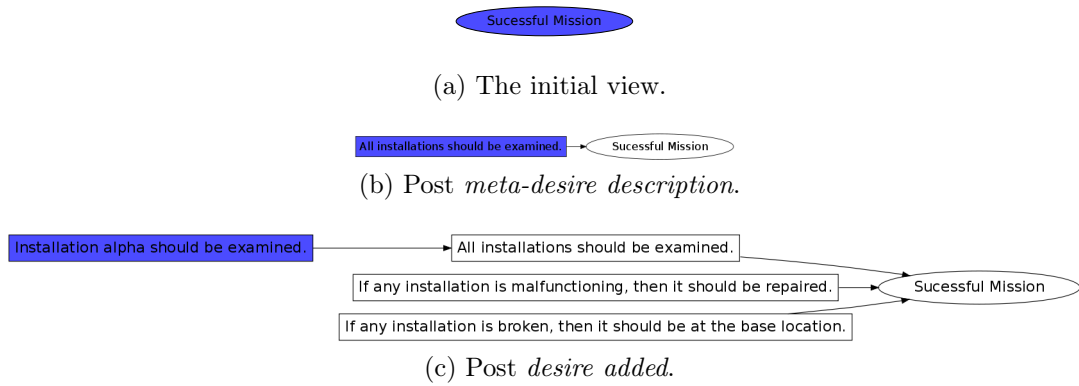 Sucessful Mission
(a) The initial view.
All installations should be examined.
Sucessful Mission
(b) Post meta-desire description.
Installation alpha should be examined.
All installations should be examined.
If any installation is malfunctioning, then it should be repaired.
Sucessful Mission
If any installation is broken, then it should be at the base location.
(c) Post desire added.